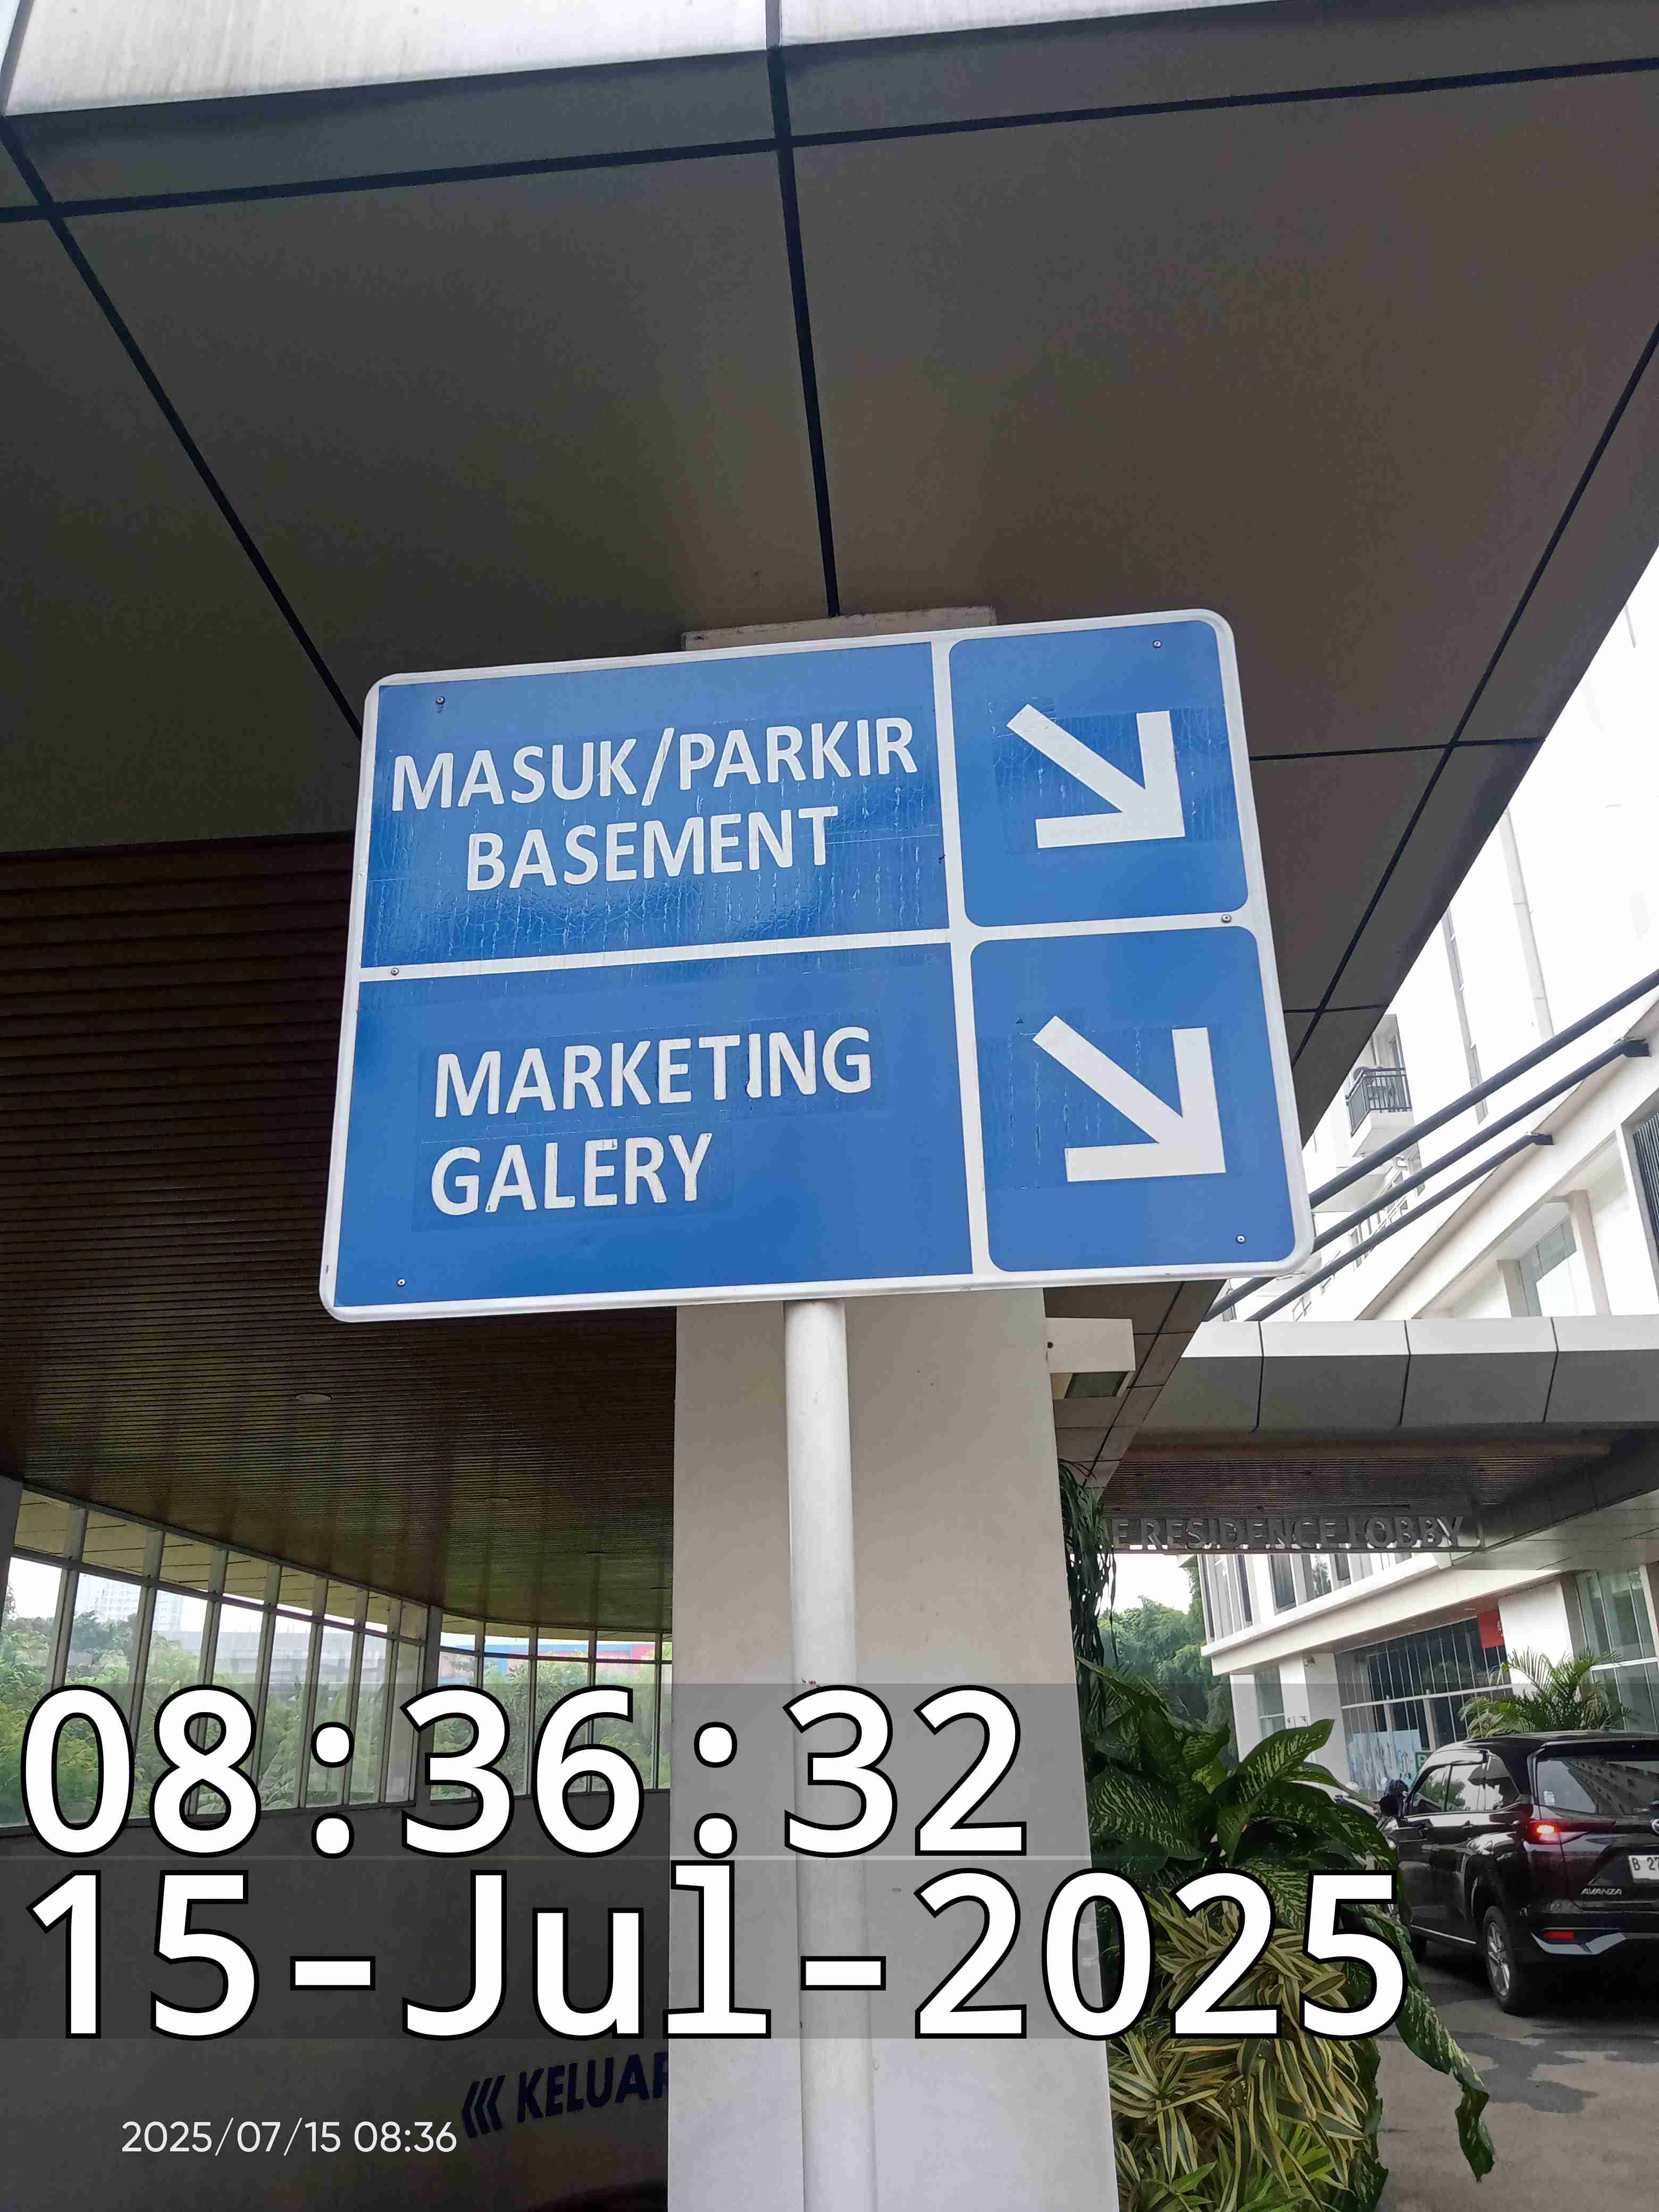 MASUK/PARKIR
BASEMENT
MARKETING
GALERY
E RESIDENCE LOBBY
08:36:32
15-Jul-2025
AVANZA
KELUAR
2025/07/15 08:36